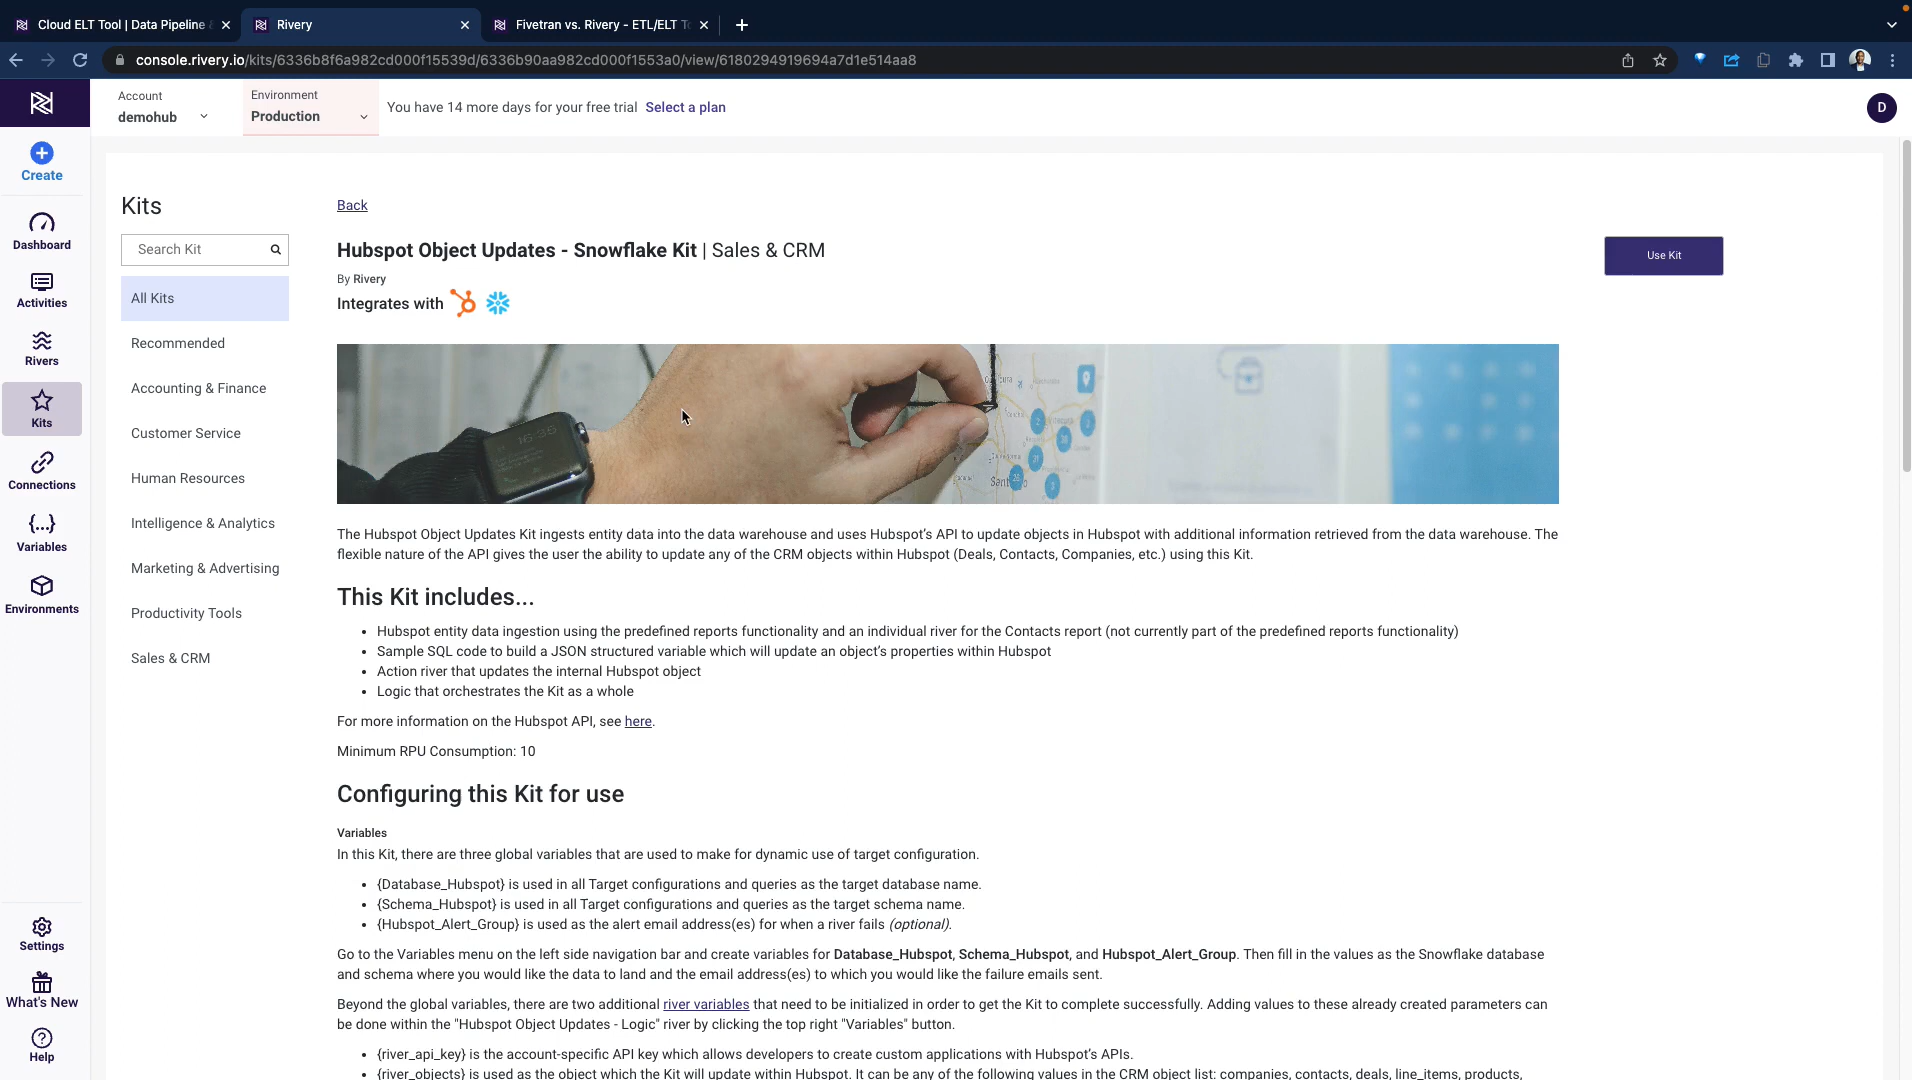 Cloud ELT Tool | Data Pipeline
Rivery
Fivetran vs. Rivery - ETL/ELT T
console.rivery.io/kits/6336b8f6a982cd000f15539d/6336b90aa982cd000f1553a0/view/6180294919694a7d1e514aa8
Account
demohub
Environment
Production
You have 14 more days for your free trial Select a plan
D
Create
Dashboard
Activities
Rivers
Kits
Connections
{...}
Variables
Environments
Settings
What's New
Help
Kits
Search Kit
All Kits
Recommended
Accounting & Finance
Customer Service
Human Resources
Intelligence & Analytics
Marketing & Advertising
Productivity Tools
Sales & CRM
Back
Hubspot Object Updates - Snowflake Kit | Sales & CRM
By Rivery
Integrates with
Use Kit
The Hubspot Object Updates Kit ingests entity data into the data warehouse and uses Hubspot's API to update objects in Hubspot with additional information retrieved from the data warehouse. The
flexible nature of the API gives the user the ability to update any of the CRM objects within Hubspot (Deals, Contacts, Companies, etc.) using this Kit.
This Kit includes...
• Hubspot entity data ingestion using the predefined reports functionality and an individual river for the Contacts report (not currently part of the predefined reports functionality)
• Sample SQL code to build a JSON structured variable which will update an object's properties within Hubspot
• Action river that updates the internal Hubspot object
• Logic that orchestrates the Kit as a whole
For more information on the Hubspot API, see here.
Minimum RPU Consumption: 10
Configuring this Kit for use
Variables
In this Kit, there are three global variables that are used to make for dynamic use of target configuration.
• {Database_Hubspot} is used in all Target configurations and queries as the target database name.
• {Schema_Hubspot} is used in all Target configurations and queries as the target schema name.
• {Hubspot_Alert_Group} is used as the alert email address(es) for when a river fails (optional).
Go to the Variables menu on the left side navigation bar and create variables for Database_Hubspot, Schema_Hubspot, and Hubspot_Alert_Group. Then fill in the values as the Snowflake database
and schema where you would like the data to land and the email address(es) to which you would like the failure emails sent.
Beyond the global variables, there are two additional river variables that need to be initialized in order to get the Kit to complete successfully. Adding values to these already created parameters can
be done within the "Hubspot Object Updates - Logic" river by clicking the top right "Variables" button.
• {river_api_key} is the account-specific API key which allows developers to create custom applications with Hubspot's APIs.
• {river_objects} is used as the object which the Kit will update within Hubspot. It can be any of the following values in the CRM object list: companies, contacts, deals, line_items, products,